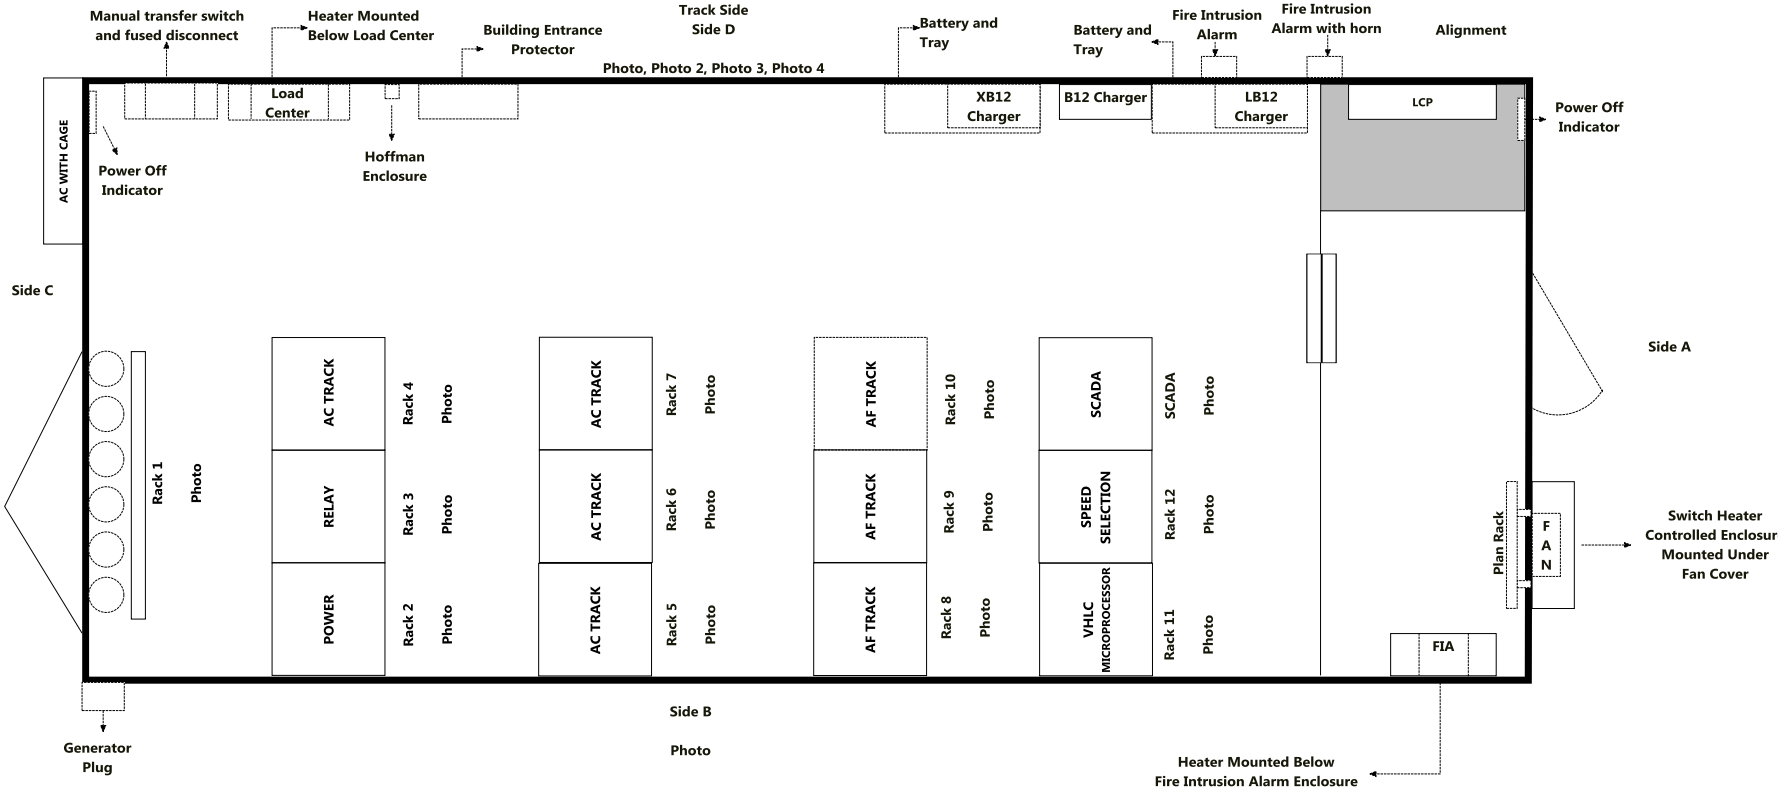 Manual transfer switch
and fused disconnect
Heater Mounted
Below Load Center
Building Entrance
Protector
Track Side
Side D
Photo, Photo 2, Photo 3, Photo 4
Battery and
Tray
Battery and
Tray
Fire Intrusion
Alarm
Fire Intrusion
Alarm with horn
Alignment
AC WITH CAGE
Load
Center
XB12
Charger
B12 Charger
LB12
Charger
LCP
Power Off
Indicator
Power Off
Indicator
Hoffman
Enclosure
Side C
Side A
Rack 1
Photo
AC TRACK
Rack 4
Photo
AC TRACK
Rack 7
Photo
AF TRACK
Rack 10
Photo
SCADA
SCADA
Photo
RELAY
Rack 3
Photo
AC TRACK
Rack 6
Photo
AF TRACK
Rack 9
Photo
SPEED
SELECTION
Rack 12
Photo
POWER
Rack 2
Photo
AC TRACK
Rack 5
Photo
AF TRACK
Rack 8
Photo
VHLC
MICROPROCESSOR
Rack 11
Photo
Plan Rack
F
A
N
Switch Heater
Controlled Enclosur
Mounted Under
Fan Cover
FIA
Side B
Photo
Generator
Plug
Heater Mounted Below
Fire Intrusion Alarm Enclosure